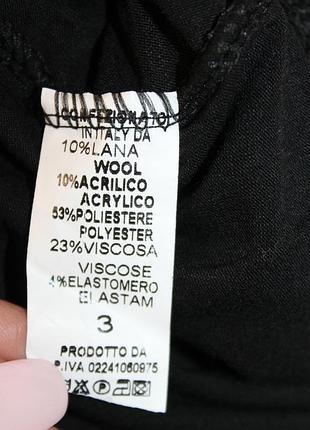 CONFEZIONATO
IN ITALY DA
10%LANA
WOOL
10%ACRILICO
ACRYLICO
53%POLIESTERE
POLYESTER
23%VISCOSA
VISCOSE
4%ELASTOMERO
ELASTAM
3
PRODOTTO DA
P.IVA 02241060975